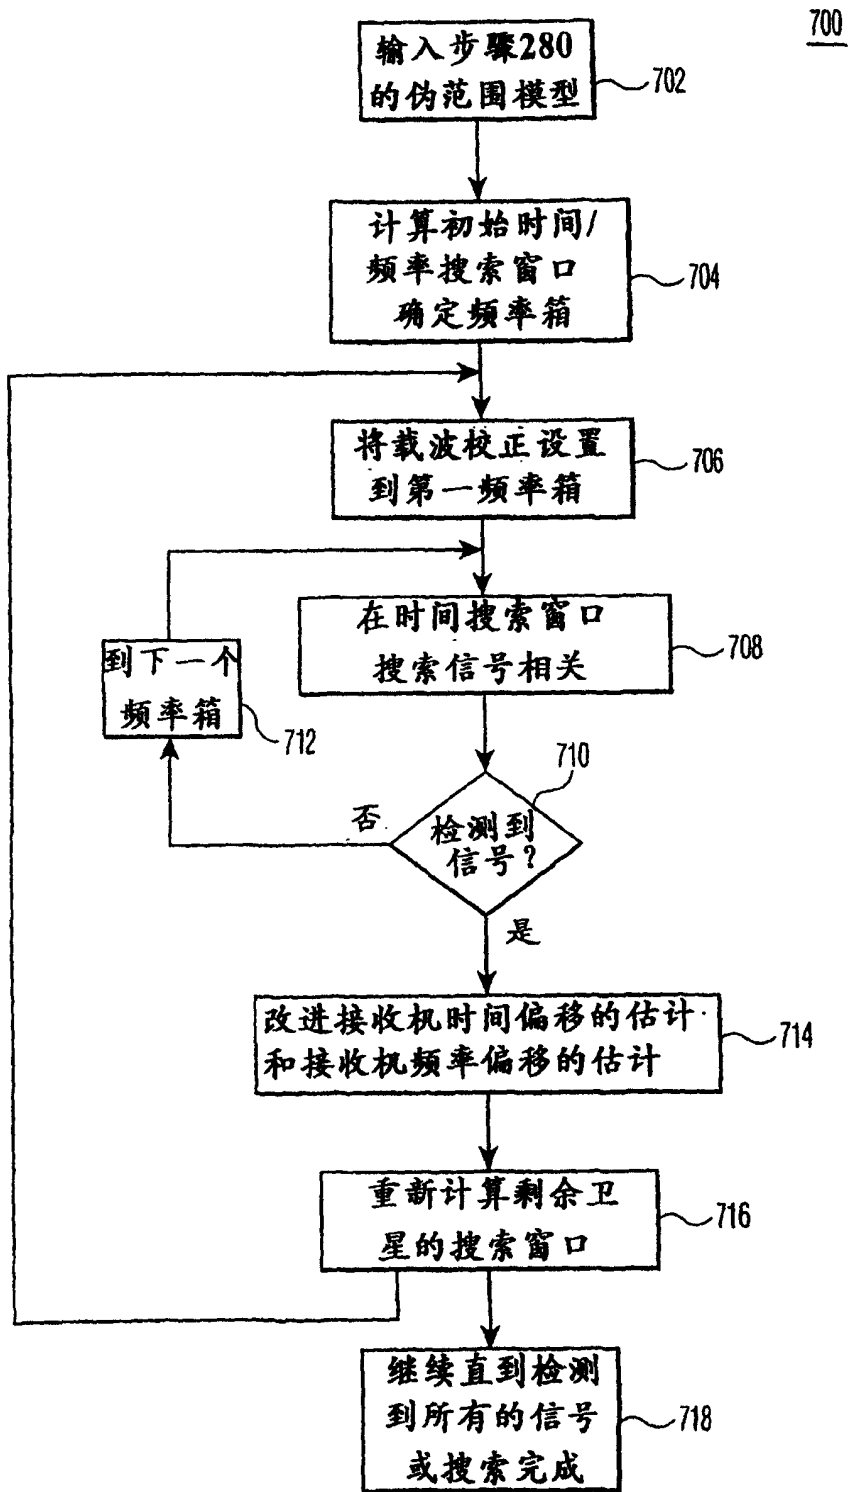 700
输入步骤280
的伪范围模型
702
计算初始时间/
频率搜索窗口
确定频率箱
704
将载波校正设置
到第一频率箱
706
在时间搜索窗口
搜索信号相关
708
到下一个
频率箱
712
710
检测到
信号?
否
是
改进接收机时间偏移的估计
和接收机频率偏移的估计
714
重新计算剩余卫
星的搜索窗口
716
继续直到检测
到所有的信号
或搜索完成
718